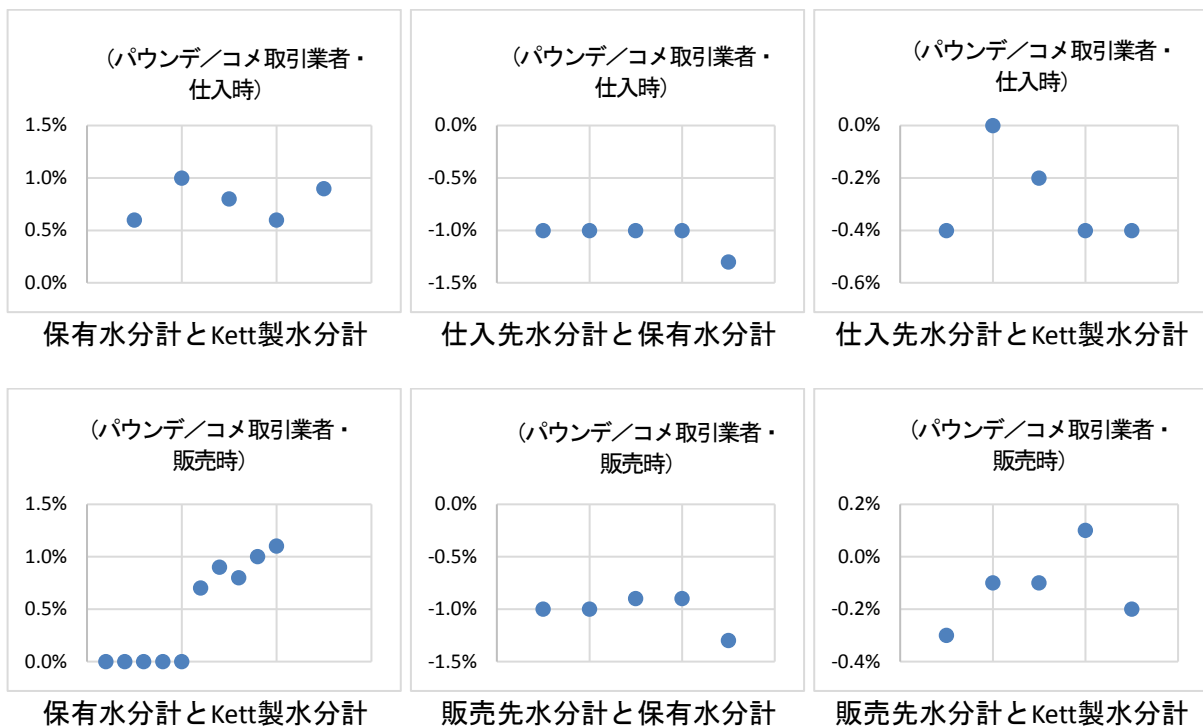 （パウンデ／コメ取引業者・
仕入時）
1.5%
1.0%
0.5%
0.0%
保有水分計とKett製水分計
（パウンデ／コメ取引業者・
仕入時）
0.0%
-0.5%
-1.0%
-1.5%
仕入先水分計と保有水分計
（パウンデ／コメ取引業者・
仕入時）
0.0%
-0.2%
-0.4%
-0.6%
仕入先水分計とKett製水分計
（パウンデ／コメ取引業者・
販売時）
1.5%
1.0%
0.5%
0.0%
保有水分計とKett製水分計
（パウンデ／コメ取引業者・
販売時）
0.0%
-0.5%
-1.0%
-1.5%
販売先水分計と保有水分計
（パウンデ／コメ取引業者・
販売時）
0.2%
0.0%
-0.2%
-0.4%
販売先水分計とKett製水分計